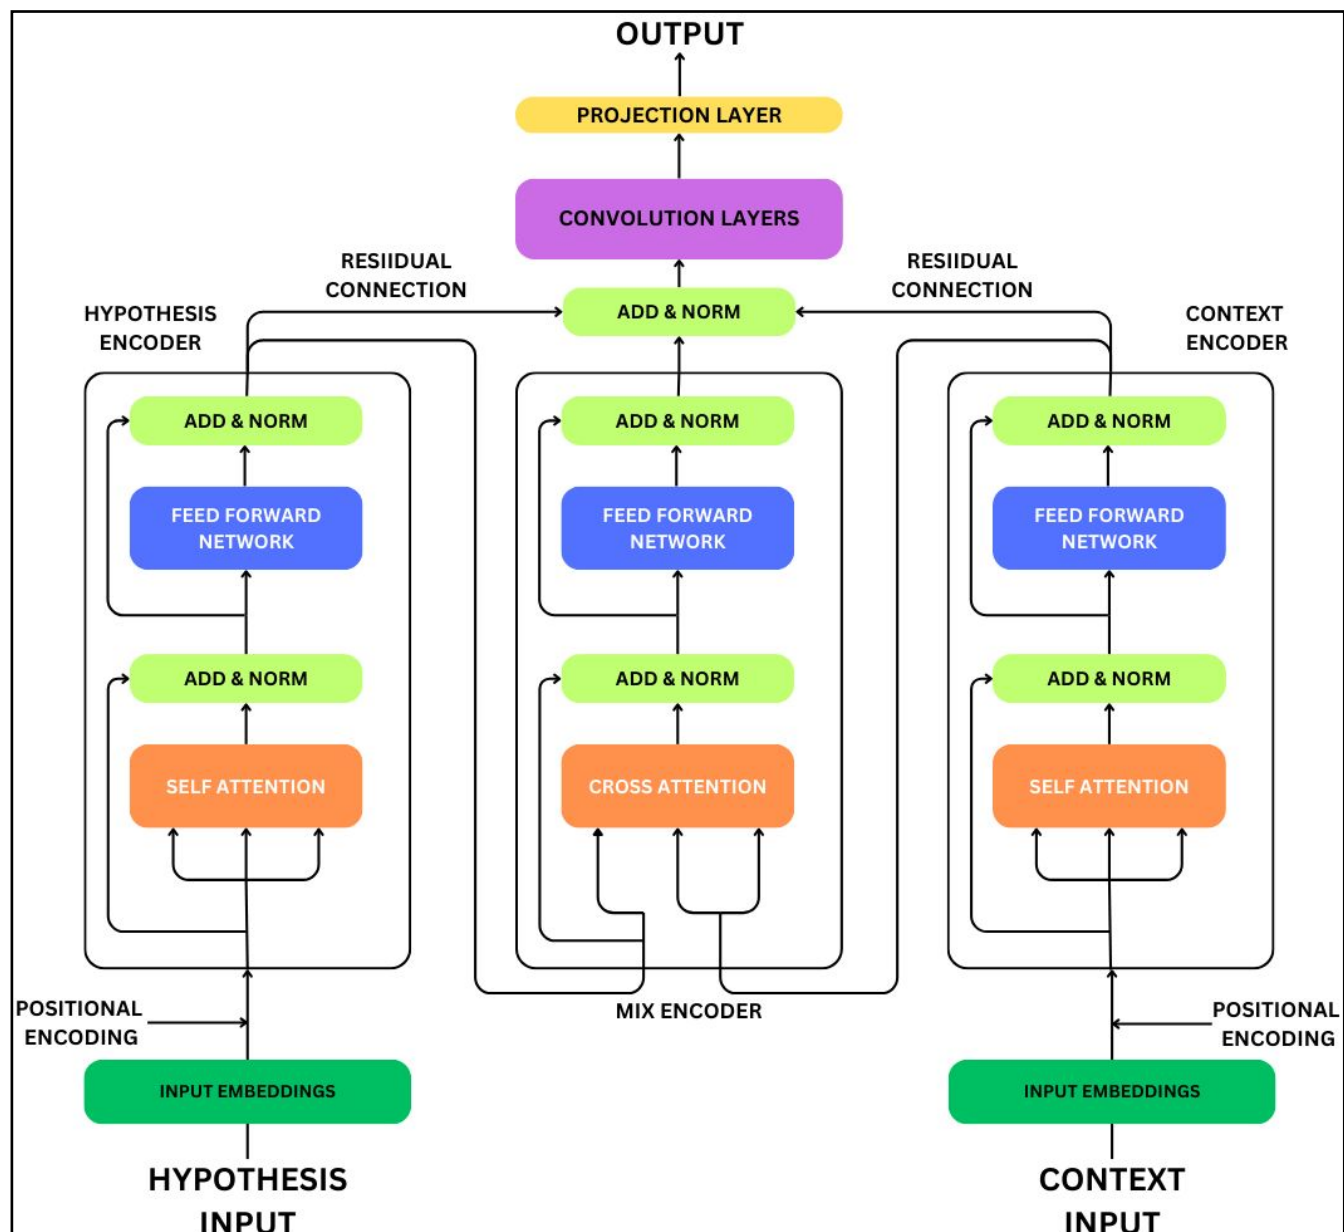 OUTPUT
PROJECTION LAYER
CONVOLUTION LAYERS
RESIIDUAL
CONNECTION
RESIIDUAL
CONNECTION
ADD & NORM
HYPOTHESIS
ENCODER
CONTEXT
ENCODER
ADD & NORM
ADD & NORM
ADD & NORM
FEED FORWARD
NETWORK
FEED FORWARD
NETWORK
FEED FORWARD
NETWORK
ADD & NORM
ADD & NORM
ADD & NORM
SELF ATTENTION
CROSS ATTENTION
SELF ATTENTION
POSITIONAL
ENCODING
MIX ENCODER
POSITIONAL
ENCODING
INPUT EMBEDDINGS
INPUT EMBEDDINGS
HYPOTHESIS
INPUT
CONTEXT
INPUT